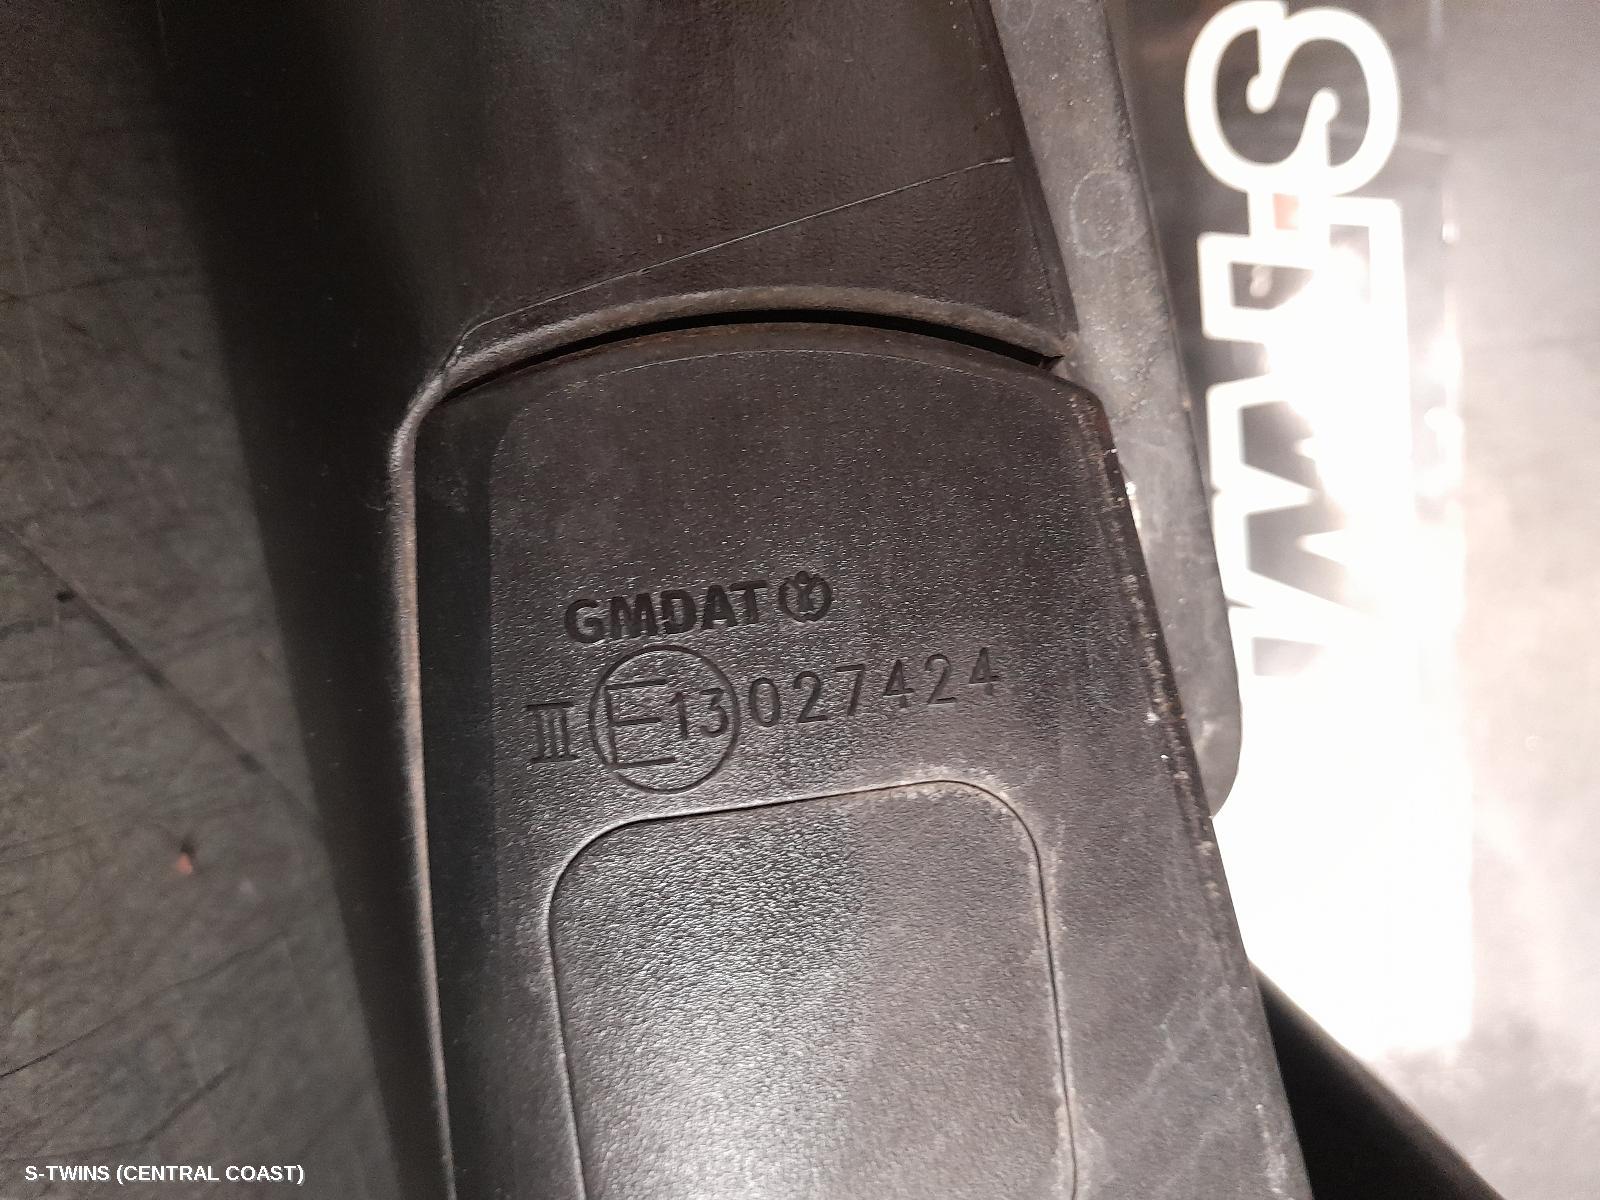 GMDAT
III E13 027424
S-TWINS (CENTRAL COAST)